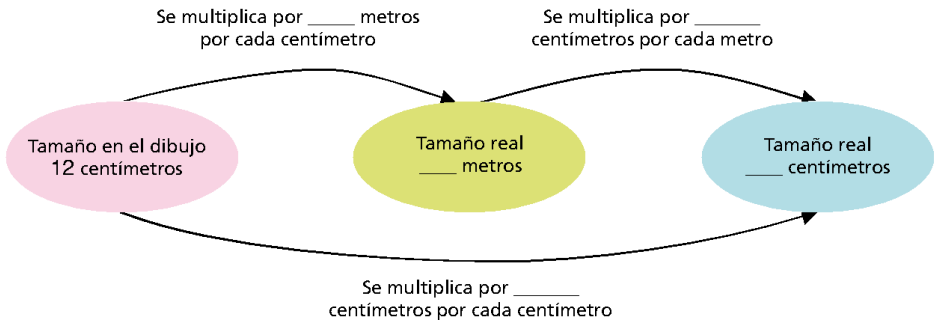 Se multiplica por ____ metros
por cada centímetro
Se multiplica por _______
centímetros por cada metro
Tamaño en el dibujo
12 centímetros
Tamaño real
____ metros
Tamaño real
____ centímetros
Se multiplica por _______
centímetros por cada centímetro